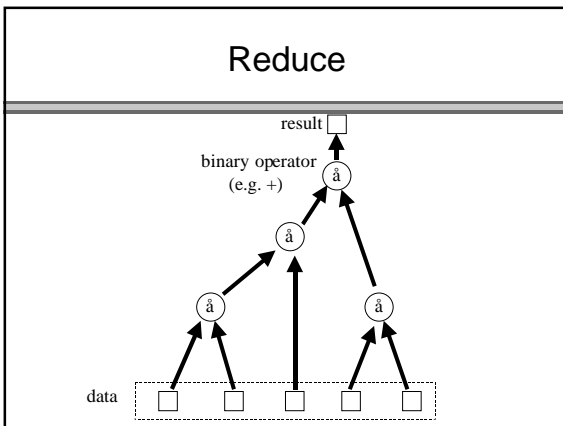 Reduce
result
binary operator
(e.g. +)
å
å
å
å
data